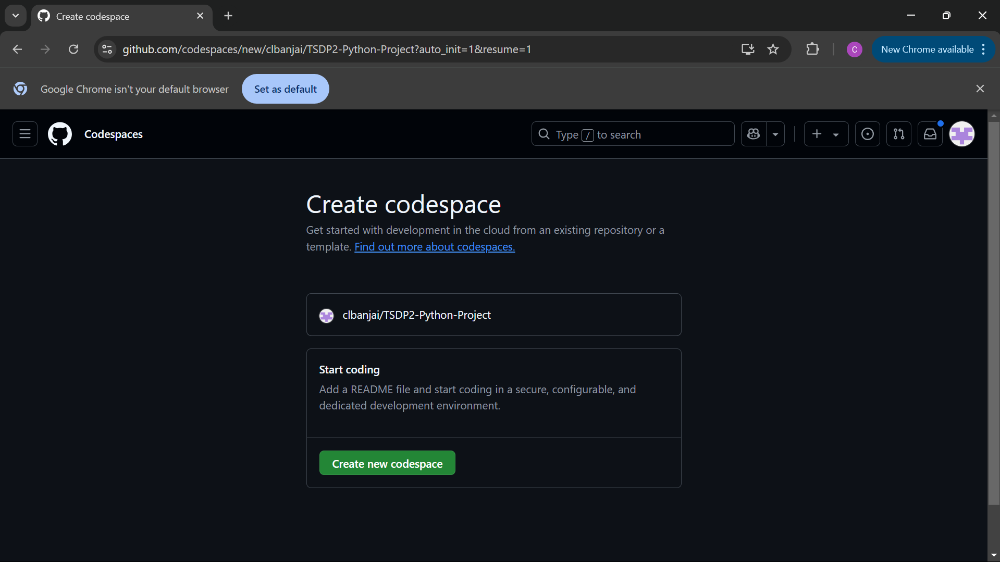 Create codespace
github.com/codespaces/new/clbanjai/TSDP2-Python-Project?auto_init=1&resume=1
C
New Chrome available
Google Chrome isn't your default browser
Set as default
Codespaces
Type / to search
Create codespace
Get started with development in the cloud from an existing repository or a
template. Find out more about codespaces.
clbanjai/TSDP2-Python-Project
Start coding
Add a README file and start coding in a secure, configurable, and
dedicated development environment.
Create new codespace